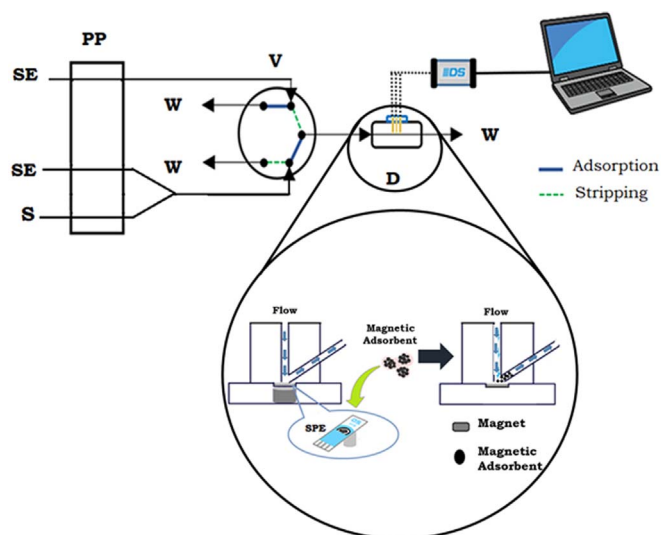 PP
SE
V
W
W
W
SE
S
D
DS
Adsorption
Stripping
Flow
Magnetic
Adsorbent
Flow
SPE
Magnet
Magnetic
Adsorbent